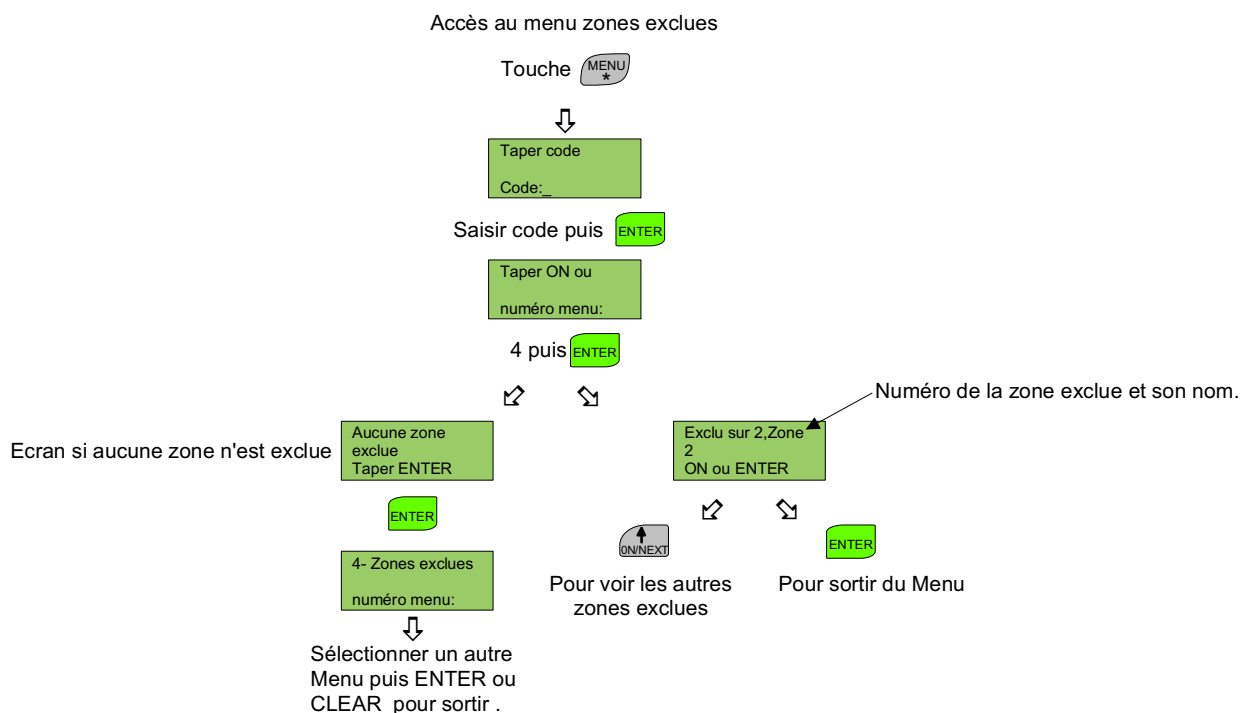 Accès au menu zones exclues
Touche MENU
*
Taper code
Code:_
Saisir code puis ENTER
Taper ON ou
numéro menu:
4 puis ENTER
Numéro de la zone exclue et son nom.
Ecran si aucune zone n'est exclue
Aucune zone
exclue
Taper ENTER
Exclu sur 2,Zone
2
ON ou ENTER
ENTER
0N/NEXT
ENTER
4- Zones exclues
numéro menu:
Pour voir les autres
zones exclues
Pour sortir du Menu
Sélectionner un autre
Menu puis ENTER ou
CLEAR pour sortir .